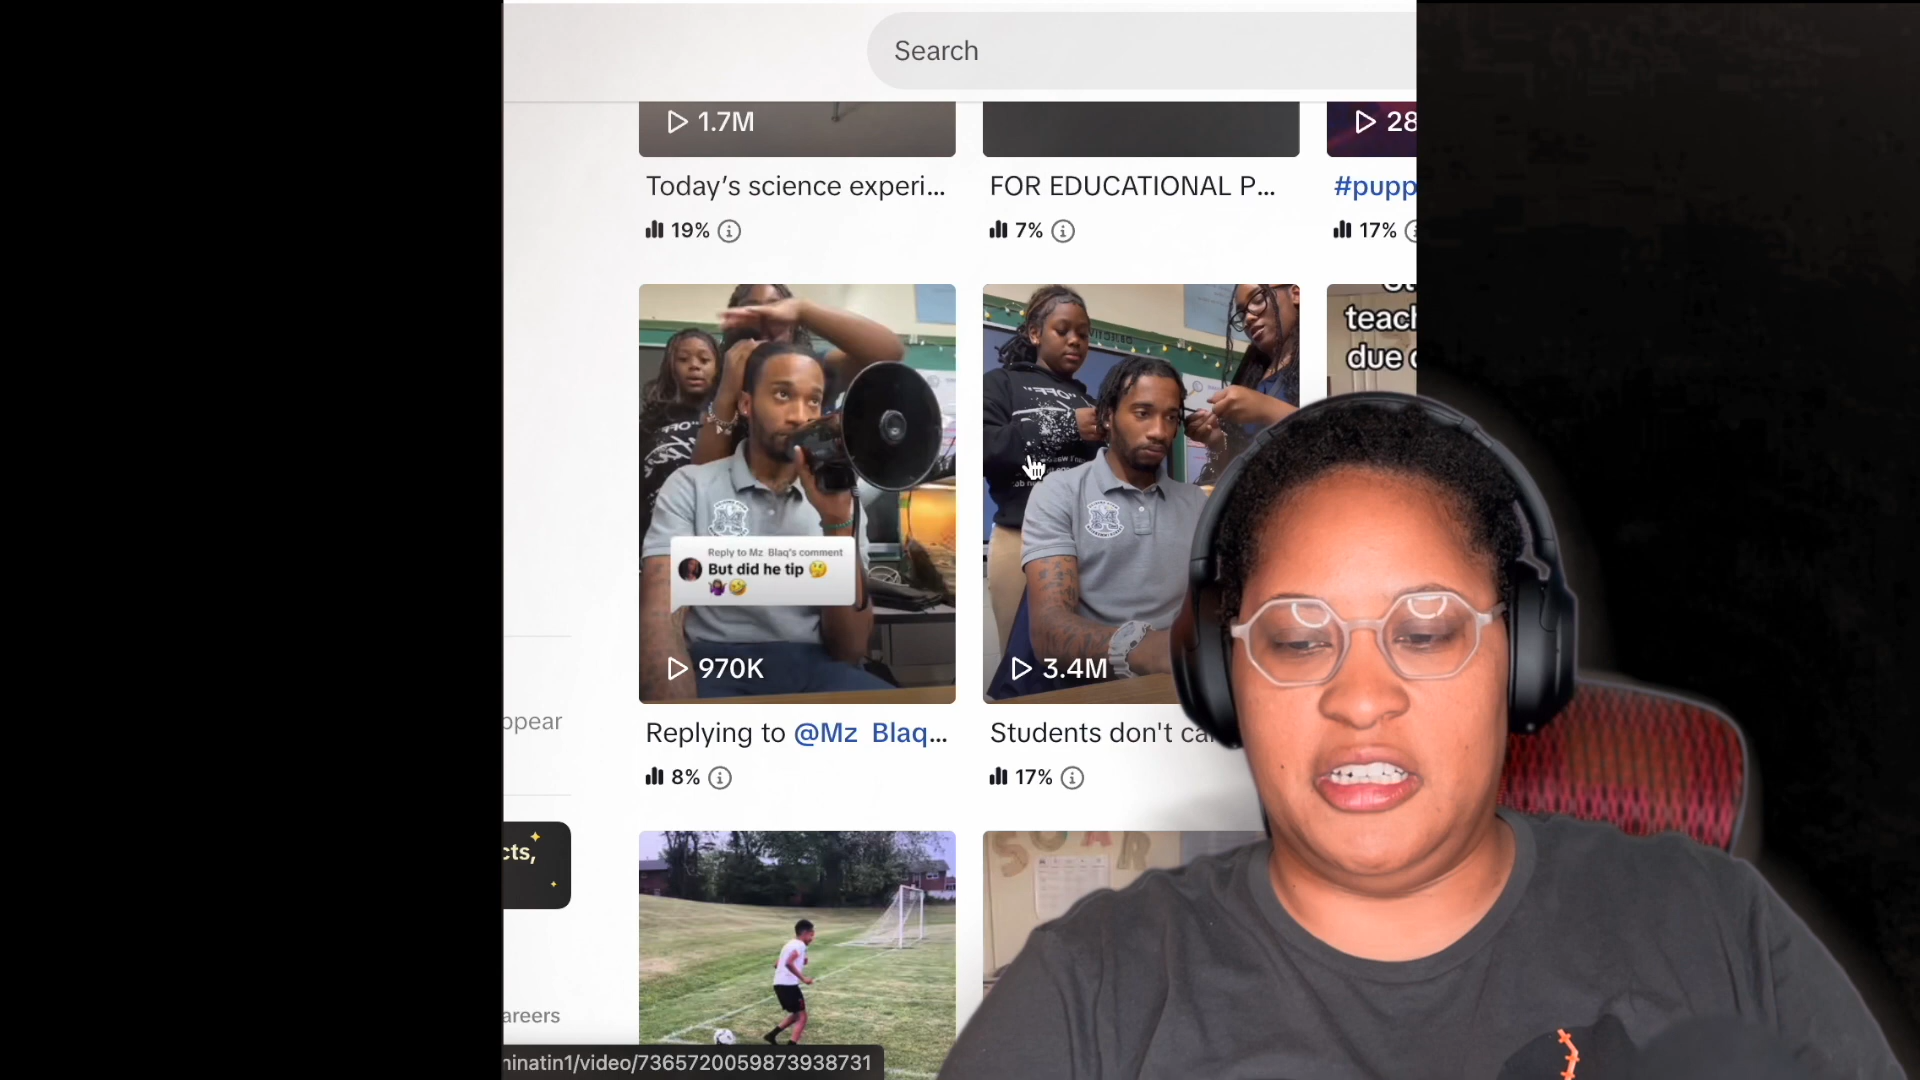 Search
1.7M
28
Today’s science experi...
FOR EDUCATIONAL P...
#pupp
19%
7%
17%
teach
due
Reply to Mz Blaq's comment
But did he tip 🤔
🤷🏾‍♀️🤣
970K
3.4M
ppear
Replying to @Mz Blaq...
Students don't ca
8%
17%
cts,
SOAR
areers
ninatin1/video/7365720059873938731